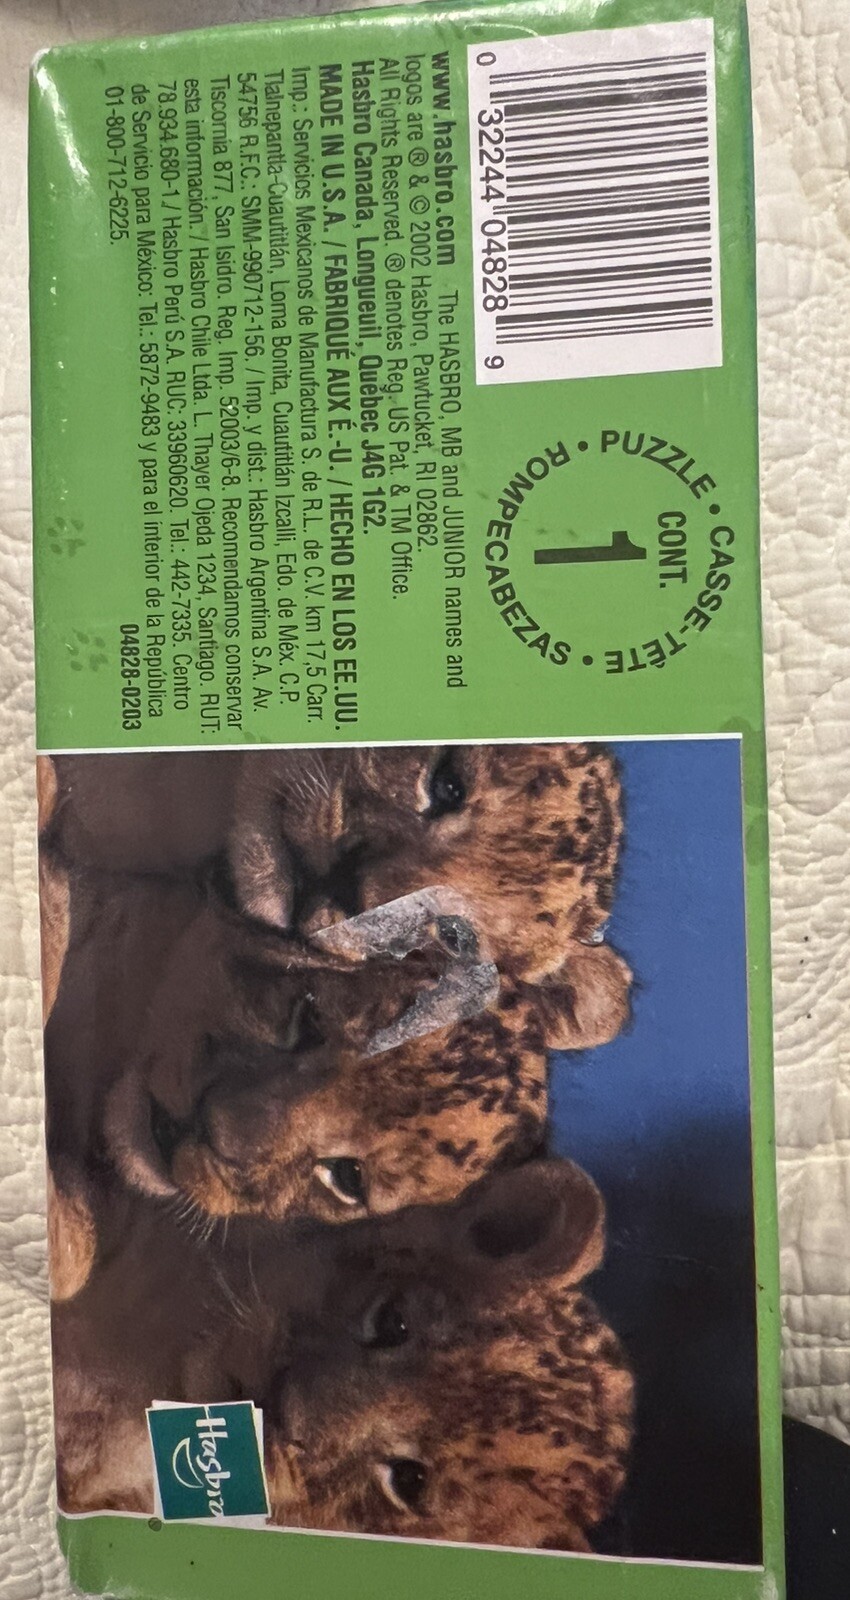 0 32244 04828 9
PUZZLE • CASSE-TÊTE • ROMPECABEZAS •
CONT.
1
www.hasbro.com The HASBRO, MB and JUNIOR names and
logos are ® & © 2002 Hasbro, Pawtucket, RI 02862.
All Rights Reserved. ® denotes Reg. US Pat. & TM Office.
Hasbro Canada, Longueuil, Québec J4G 1G2.
MADE IN U.S.A. / FABRIQUÉ AUX É.-U. / HECHO EN LOS EE.UU.
Imp.: Servicios Mexicanos de Manufactura S. de R.L. de C.V. km 17,5 Carr.
Tlalnepantla-Cuautitlán, Loma Bonita, Cuautitlán Izcalli, Edo. de Méx. C.P.
54756 R.F.C.: SMM-990712-156. / Imp. y dist.: Hasbro Argentina S.A. Av.
Tiscornia 877, San Isidro. Reg. Imp. 52003/6-8. Recomendamos conservar
esta información. / Hasbro Chile Ltda. L. Thayer Ojeda 1234, Santiago. RUT:
78.934.680-1 / Hasbro Perú S.A. RUC: 33960620. Tel.: 442-7335. Centro
de Servicio para México: Tel.: 5872-9483 y para el interior de la República
01-800-712-6225.
04828-0203
Hasbro
®